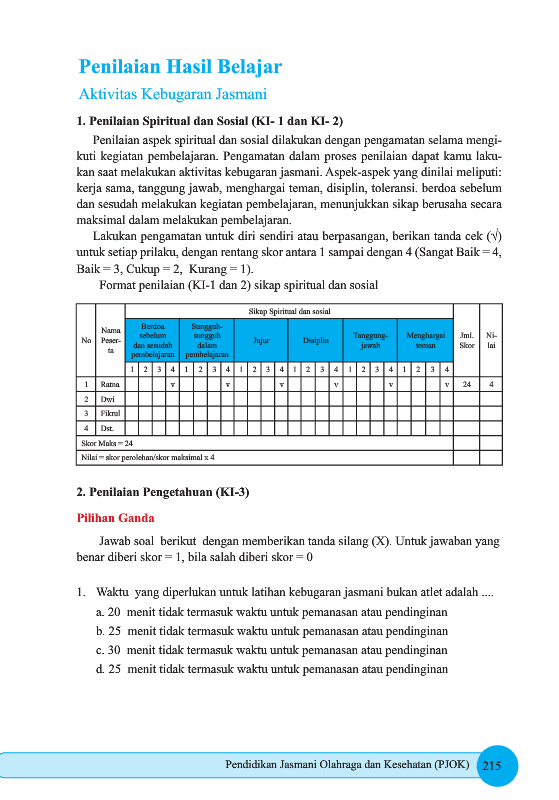 Penilaian Hasil Belajar
Aktivitas Kebugaran Jasmani
1. Penilaian Spiritual dan Sosial (KI- 1 dan KI- 2)
Penilaian aspek spiritual dan sosial dilakukan dengan pengamatan selama mengi-
kuti kegiatan pembelajaran. Pengamatan dalam proses penilaian dapat kamu laku-
kan saat melakukan aktivitas kebugaran jasmani. Aspek-aspek yang dinilai meliputi:
kerja sama, tanggung jawab, menghargai teman, disiplin, toleransi. berdoa sebelum
dan sesudah melakukan kegiatan pembelajaran, menunjukkan sikap berusaha secara
maksimal dalam melakukan pembelajaran.
Lakukan pengamatan untuk diri sendiri atau berpasangan, berikan tanda cek (√)
untuk setiap prilaku, dengan rentang skor antara 1 sampai dengan 4 (Sangat Baik = 4,
Baik = 3, Cukup = 2, Kurang = 1).
Format penilaian (KI-1 dan 2) sikap spiritual dan sosial
Sikap Spiritual dan sosial
No
Nama
Peser-
ta
Berdoa
sebelum
dan sesudah
pembelajaran
Sungguh-
sungguh
dalam
pembelajaran
Jujur
Disiplin
Tanggung-
jawab
Menghargai
teman
Jml.
Skor
Ni-
lai
1 2 3 4 1 2 3 4 1 2 3 4 1 2 3 4 1 2 3 4 1 2 3 4
1 Ratna v v v v v v 24 4
2 Dwi
3 Fikrul
4 Dst.
Skor Maks = 24
Nilai = skor perolehan/skor maksimal x 4
2. Penilaian Pengetahuan (KI-3)
Pilihan Ganda
Jawab soal berikut dengan memberikan tanda silang (X). Untuk jawaban yang
benar diberi skor = 1, bila salah diberi skor = 0
1. Waktu yang diperlukan untuk latihan kebugaran jasmani bukan atlet adalah ....
a. 20 menit tidak termasuk waktu untuk pemanasan atau pendinginan
b. 25 menit tidak termasuk waktu untuk pemanasan atau pendinginan
c. 30 menit tidak termasuk waktu untuk pemanasan atau pendinginan
d. 25 menit tidak termasuk waktu untuk pemanasan atau pendinginan
Pendidikan Jasmani Olahraga dan Kesehatan (PJOK) 215